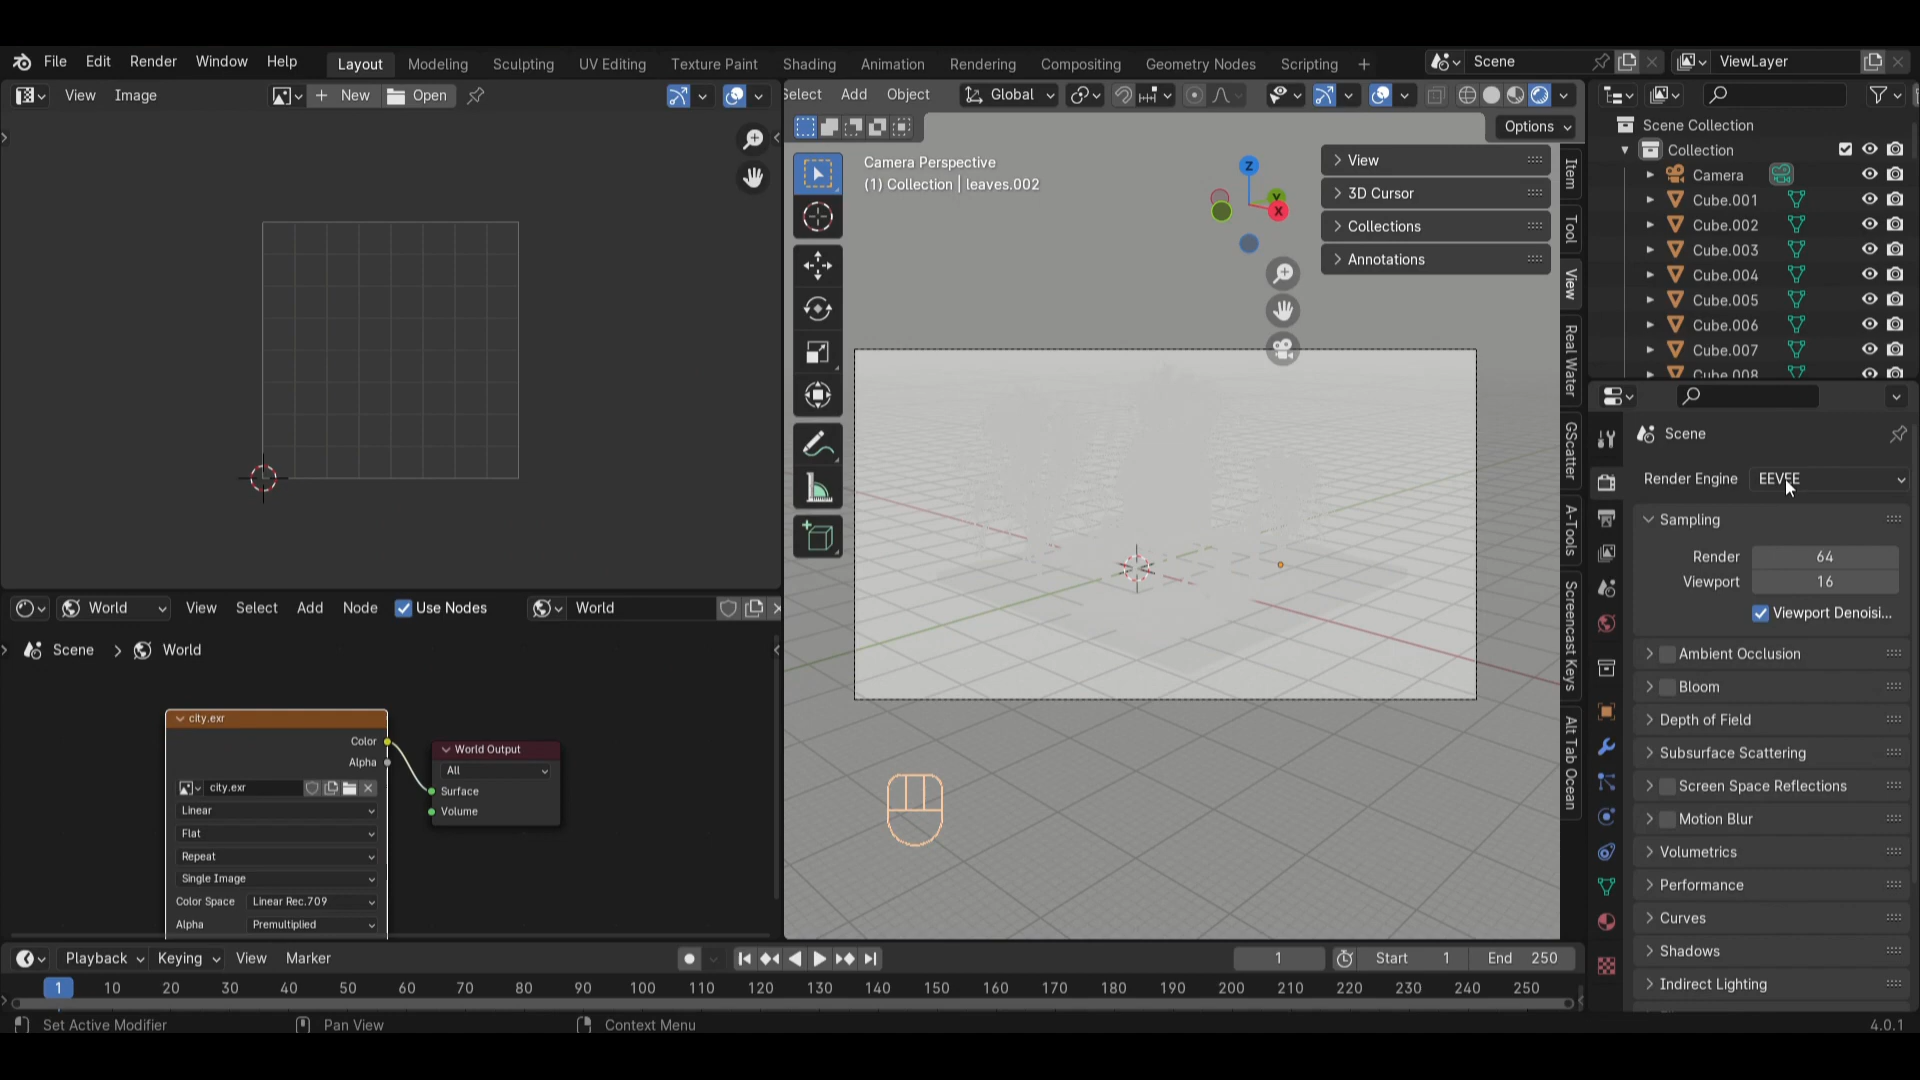 File Edit Render Window Help Layout Modeling Sculpting UV Editing Texture Paint Shading Animation Rendering Compositing Geometry Nodes Scripting + Scene ViewLayer
View Image + New Open
elect Add Object Global
Options
Camera Perspective
(1) Collection | leaves.002
Z
Y
X
View
3D Cursor
Collections
Annotations
Item
Tool
View
Real Water
GScatter
A-Tools
Screencast Keys
Alt Tab Ocean
Scene Collection
Collection
Camera
Cube.001
Cube.002
Cube.003
Cube.004
Cube.005
Cube.006
Cube.007
Cube.008
Scene
Render Engine EEVEE
Sampling
Render 64
Viewport 16
Viewport Denoisi...
Ambient Occlusion
Bloom
Depth of Field
Subsurface Scattering
Screen Space Reflections
Motion Blur
Volumetrics
Performance
Curves
Shadows
Indirect Lighting
World View Select Add Node Use Nodes World
Scene > World
city.exr
Color
Alpha
city.exr
Linear
Flat
Repeat
Single Image
Color Space Linear Rec.709
Alpha Premultiplied
World Output
All
Surface
Volume
Playback Keying View Marker 1 Start 1 End 250
1 10 20 30 40 50 60 70 80 90 100 110 120 130 140 150 160 170 180 190 200 210 220 230 240 250
Set Active Modifier Pan View Context Menu 4.0.1